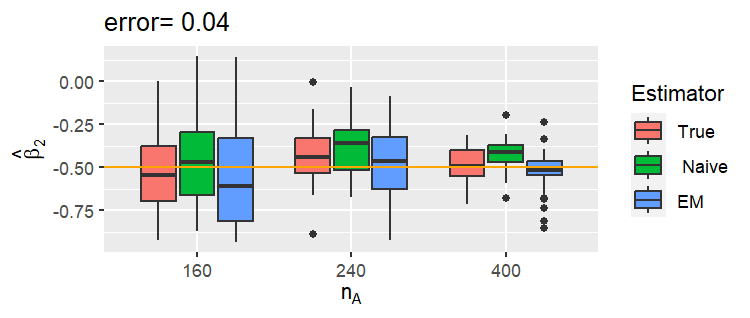 error= 0.04
0.00
-0.25
-0.50
-0.75
β̂₂
160
240
400
n_A
Estimator
True
Naive
EM